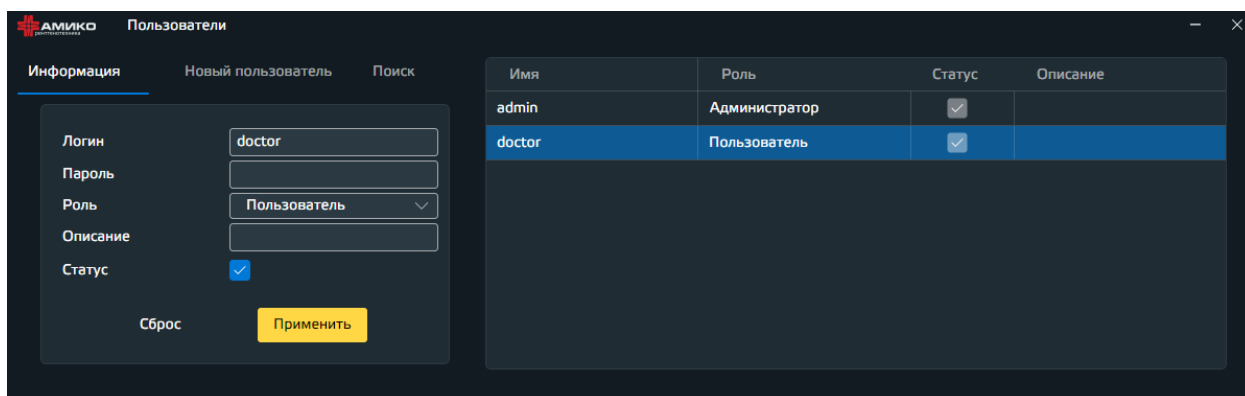 АМИКО
РЕНТГЕНОТЕХНИКА
Пользователи
Информация Новый пользователь Поиск
Логин doctor
Пароль
Роль Пользователь
Описание
Статус
Сброс Применить
Имя Роль Статус Описание
admin Администратор
doctor Пользователь